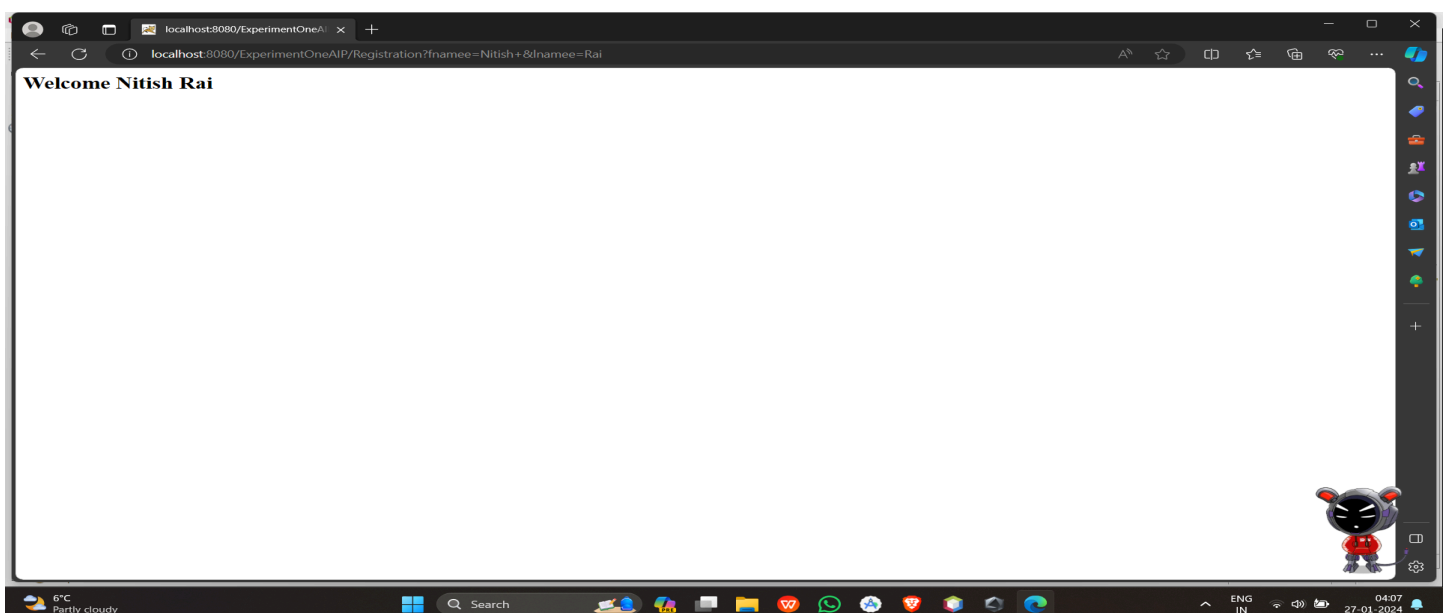 localhost:8080/ExperimentOneAI
localhost:8080/ExperimentOneAIP/Registration?fnamee=Nitish+&lnamee=Rai
Welcome Nitish Rai
6°C
Partly cloudy
Search
ENG
IN
04:07
27-01-2024